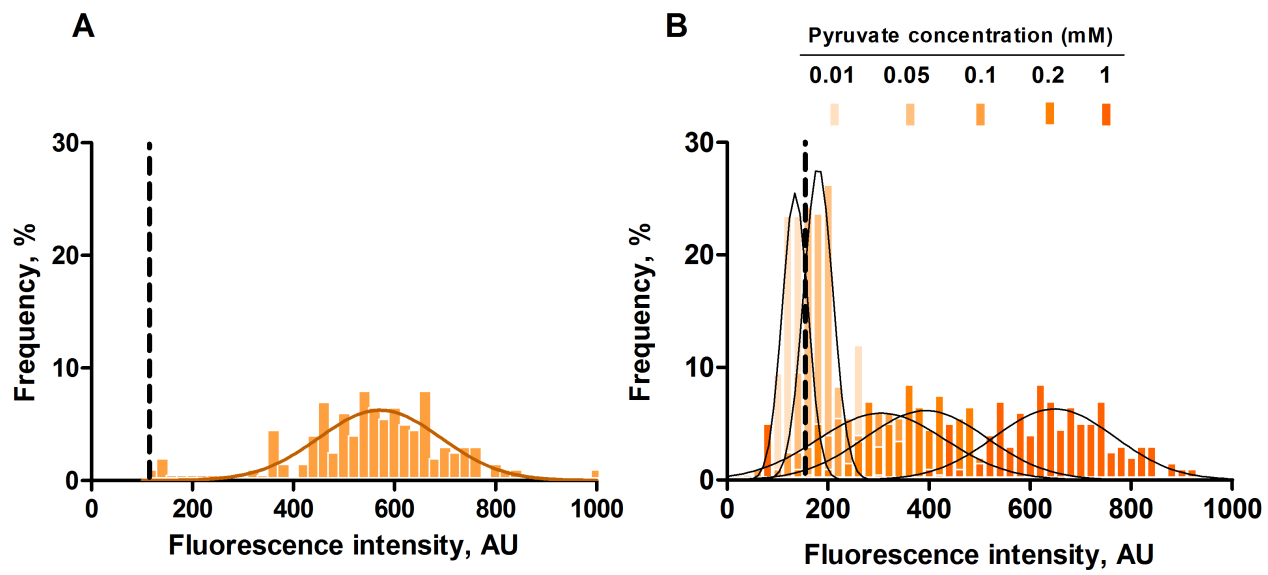 A
B
Pyruvate concentration (mM)
0.01 0.05 0.1 0.2 1
Frequency, %
30
20
10
0
0 200 400 600 800 1000
Fluorescence intensity, AU
Frequency, %
30
20
10
0
0 200 400 600 800 1000
Fluorescence intensity, AU